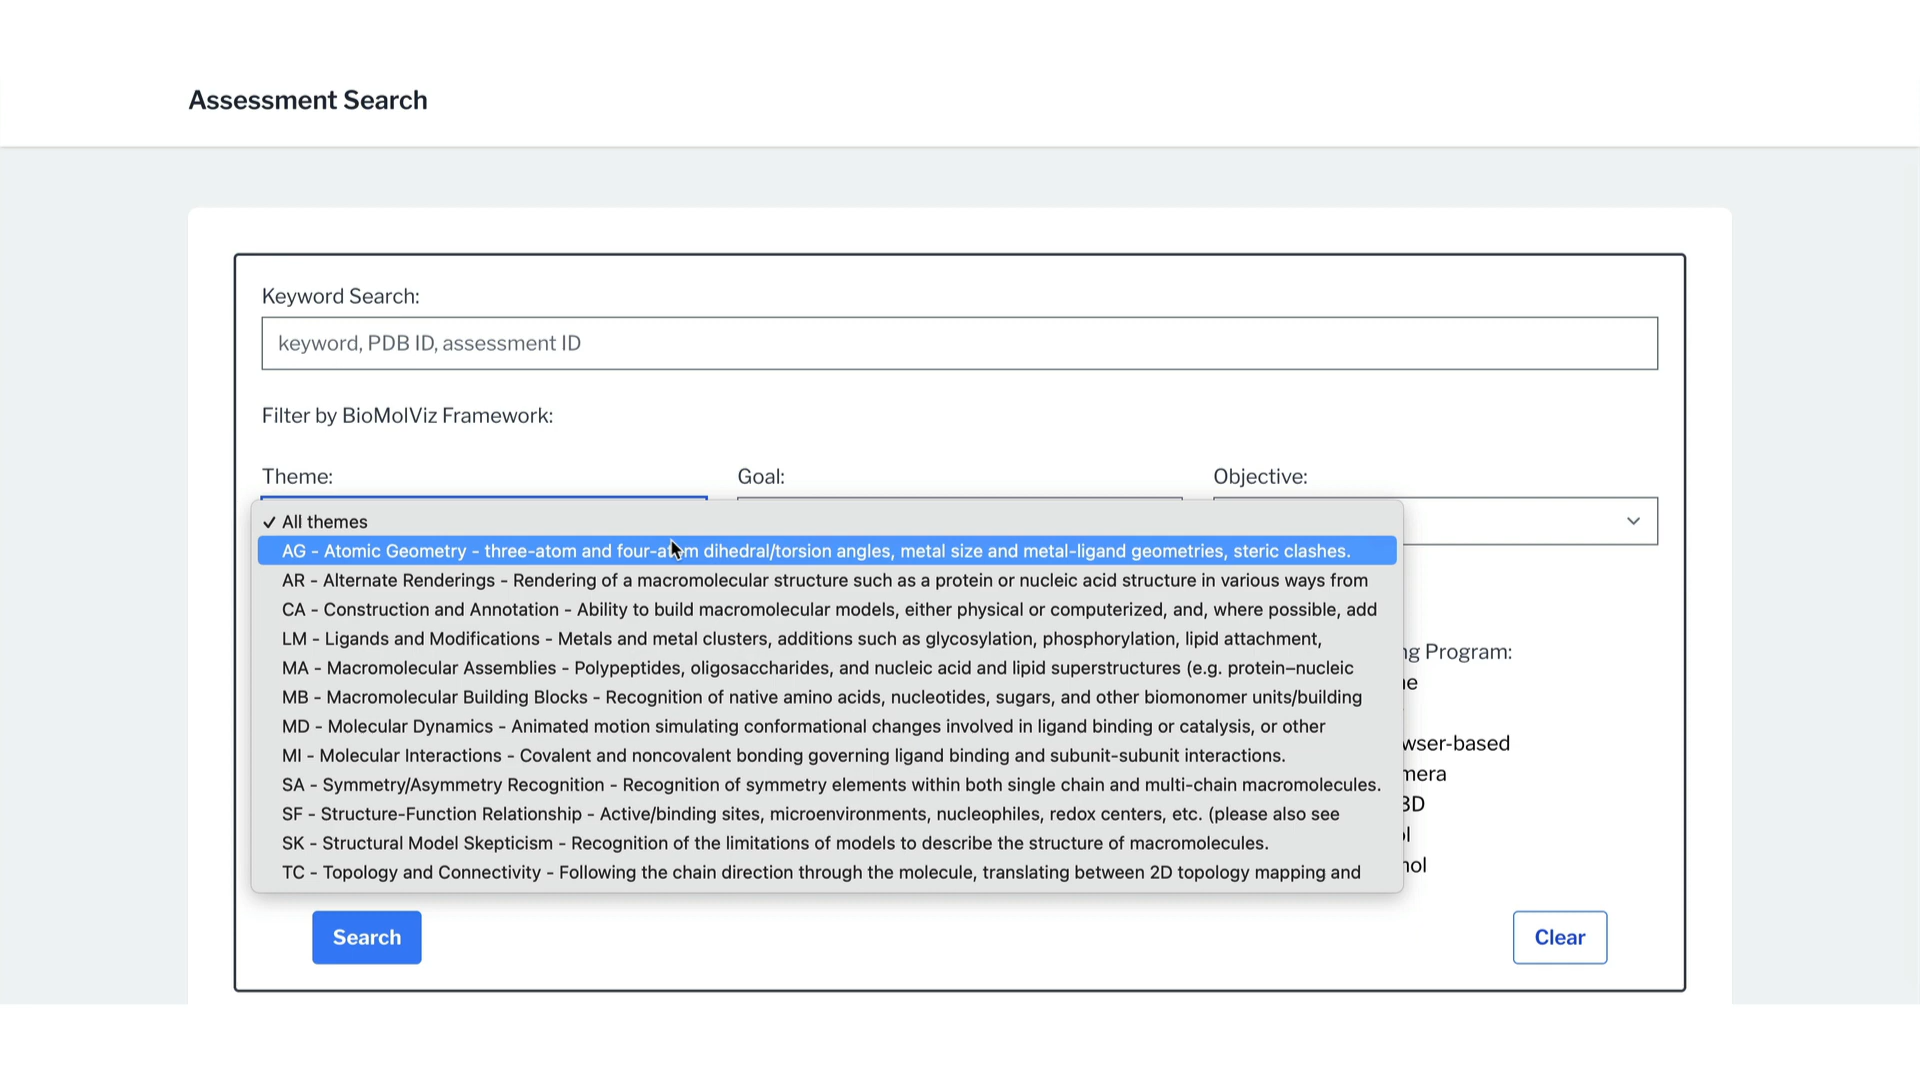 Assessment Search
Keyword Search:
keyword, PDB ID, assessment ID
Filter by BioMolViz Framework:
Theme: Goal: Objective:
✓ All themes
AG - Atomic Geometry - three-atom and four-atom dihedral/torsion angles, metal size and metal-ligand geometries, steric clashes.
AR - Alternate Renderings - Rendering of a macromolecular structure such as a protein or nucleic acid structure in various ways from
CA - Construction and Annotation - Ability to build macromolecular models, either physical or computerized, and, where possible, add
LM - Ligands and Modifications - Metals and metal clusters, additions such as glycosylation, phosphorylation, lipid attachment,
MA - Macromolecular Assemblies - Polypeptides, oligosaccharides, and nucleic acid and lipid superstructures (e.g. protein–nucleic
MB - Macromolecular Building Blocks - Recognition of native amino acids, nucleotides, sugars, and other biomonomer units/building
MD - Molecular Dynamics - Animated motion simulating conformational changes involved in ligand binding or catalysis, or other
MI - Molecular Interactions - Covalent and noncovalent bonding governing ligand binding and subunit-subunit interactions.
SA - Symmetry/Asymmetry Recognition - Recognition of symmetry elements within both single chain and multi-chain macromolecules.
SF - Structure-Function Relationship - Active/binding sites, microenvironments, nucleophiles, redox centers, etc. (please also see
SK - Structural Model Skepticism - Recognition of the limitations of models to describe the structure of macromolecules.
TC - Topology and Connectivity - Following the chain direction through the molecule, translating between 2D topology mapping and
Program:
Search Clear